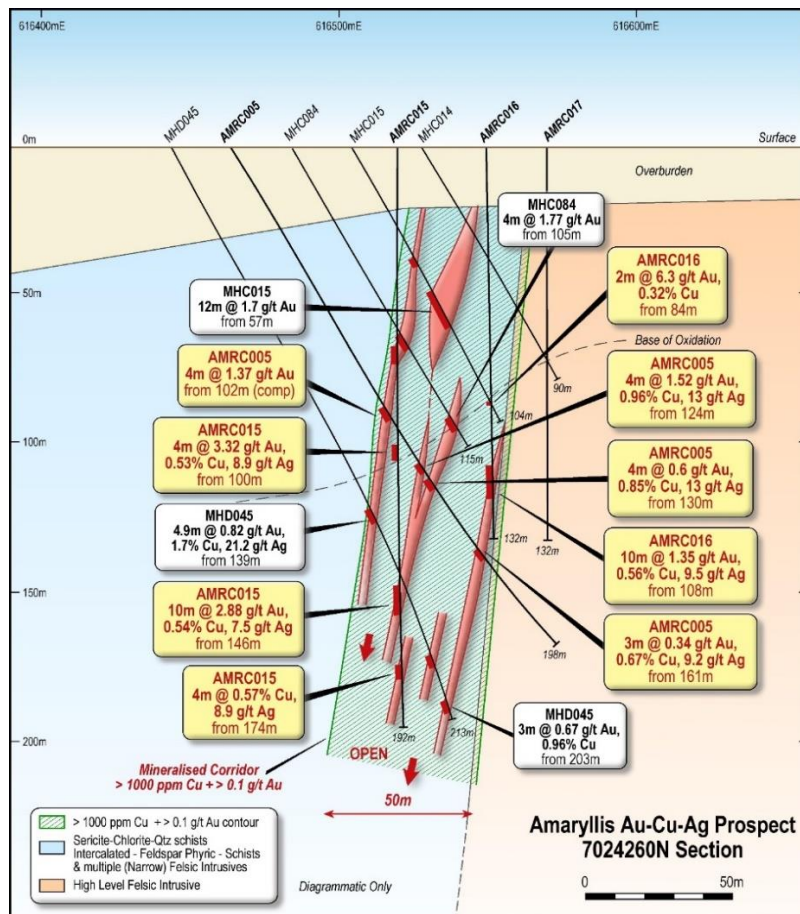 616400mE
616500mE
616600mE
MHD045
AMRC005
MHC084
MHC015
AMRC015
MHC014
AMRC016
AMRC017
0m
Surface
Overburden
MHC084
4m @ 1.77 g/t Au
from 105m
AMRC016
2m @ 6.3 g/t Au,
0.32% Cu
from 84m
50m
MHC015
12m @ 1.7 g/t Au
from 57m
Base of Oxidation
AMRC005
4m @ 1.37 g/t Au
from 102m (comp)
AMRC005
4m @ 1.52 g/t Au,
0.96% Cu, 13 g/t Ag
from 124m
90m
104m
115m
100m
AMRC015
4m @ 3.32 g/t Au,
0.53% Cu, 8.9 g/t Ag
from 100m
AMRC005
4m @ 0.6 g/t Au,
0.85% Cu, 13 g/t Ag
from 130m
MHD045
4.9m @ 0.82 g/t Au,
1.7% Cu, 21.2 g/t Ag
from 139m
132m
132m
AMRC016
10m @ 1.35 g/t Au,
0.56% Cu, 9.5 g/t Ag
from 108m
150m
AMRC015
10m @ 2.88 g/t Au,
0.54% Cu, 7.5 g/t Ag
from 146m
AMRC005
3m @ 0.34 g/t Au,
0.67% Cu, 9.2 g/t Ag
from 161m
198m
AMRC015
4m @ 0.57% Cu,
8.9 g/t Ag
from 174m
MHD045
3m @ 0.67 g/t Au,
0.96% Cu
from 203m
192m
213m
200m
OPEN
Mineralised Corridor
> 1000 ppm Cu + > 0.1 g/t Au
50m
> 1000 ppm Cu + > 0.1 g/t Au contour
Sericite-Chlorite-Qtz schists
Intercalated - Feldspar Phyric - Schists
& multiple (Narrow) Felsic Intrusives
High Level Felsic Intrusive
Diagrammatic Only
Amaryllis Au-Cu-Ag Prospect
7024260N Section
0
50m